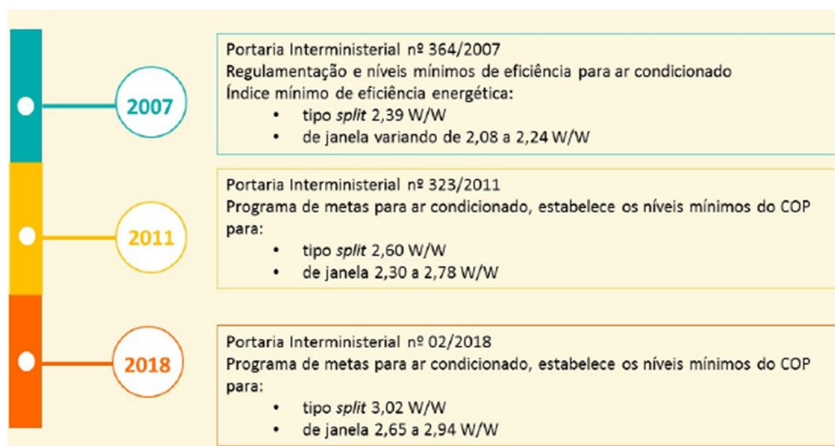 2007
Portaria Interministerial nº 364/2007
Regulamentação e níveis mínimos de eficiência para ar condicionado
Índice mínimo de eficiência energética:
• tipo split 2,39 W/W
• de janela variando de 2,08 a 2,24 W/W
2011
Portaria Interministerial nº 323/2011
Programa de metas para ar condicionado, estabelece os níveis mínimos do COP
para:
• tipo split 2,60 W/W
• de janela 2,30 a 2,78 W/W
2018
Portaria Interministerial nº 02/2018
Programa de metas para ar condicionado, estabelece os níveis mínimos do COP
para:
• tipo split 3,02 W/W
• de janela 2,65 a 2,94 W/W